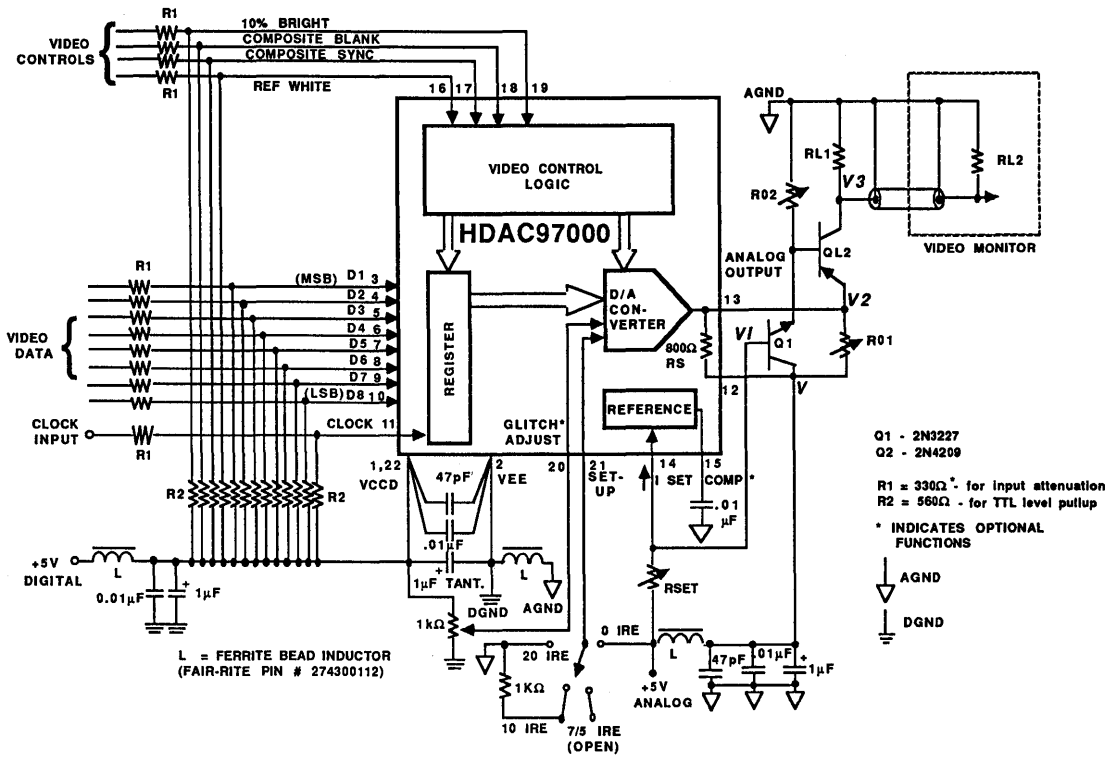 R1
10% BRIGHT
COMPOSITE BLANK
COMPOSITE SYNC
REF WHITE
VIDEO
CONTROLS
R1
16 17 18 19
VIDEO CONTROL
LOGIC
HDAC97000
AGND
RL1
RL2
V3
R02
QL2
VIDEO MONITOR
ANALOG
OUTPUT
V2
R1
(MSB) D1 3
D2 4
D3 5
D4 6
D5 7
D6 8
D7 9
(LSB) D8 10
VIDEO
DATA
CLOCK
INPUT
R1
CLOCK 11
REGISTER
D/A
CON-
VERTER
13
800Ω
RS
V1
Q1
R01
12
V
REFERENCE
GLITCH*
ADJUST
20
21
SET-
UP
14
I SET
15
COMP*
.01
µF
1,22
VCCD
47pF
2
VEE
.01µF
1µF TANT.
+
R2
R2
+5V
DIGITAL
L
0.01µF
+
1µF
DGND
L
AGND
1kΩ
RSET
0 IRE
20 IRE
1KΩ
10 IRE
7/5 IRE
(OPEN)
+5V
ANALOG
L
47pF
.01µF
+
1µF
L = FERRITE BEAD INDUCTOR
(FAIR-RITE PIN # 274300112)
Q1 - 2N3227
Q2 - 2N4209
R1 = 330Ω* - for input attenuation
R2 = 560Ω - for TTL level pullup
* INDICATES OPTIONAL
FUNCTIONS
AGND
DGND